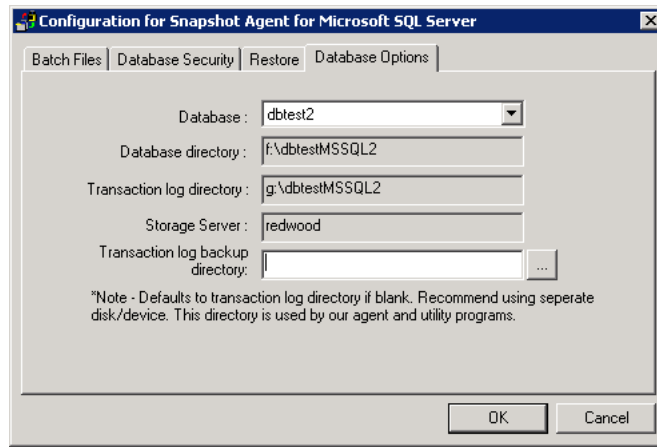 Configuration for Snapshot Agent for Microsoft SQL Server
Batch Files Database Security Restore Database Options
Database : dbtest2
Database directory : f:\dbtestMSSQL2
Transaction log directory : g:\dbtestMSSQL2
Storage Server : redwood
Transaction log backup
directory: ...
*Note - Defaults to transaction log directory if blank. Recommend using seperate
disk/device. This directory is used by our agent and utility programs.
OK Cancel